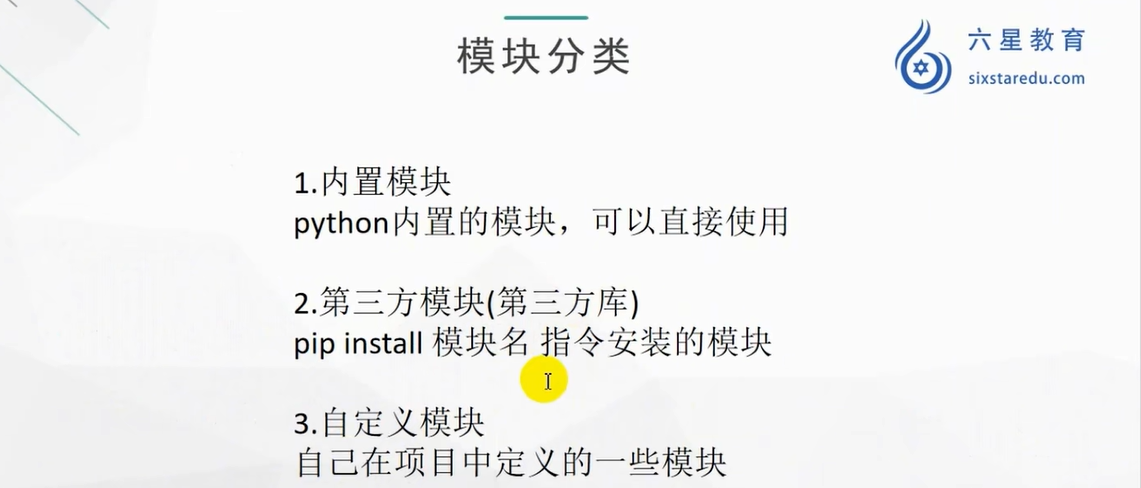 模块分类
六星教育
sixstaredu.com
1.内置模块
python内置的模块，可以直接使用
2.第三方模块(第三方库)
pip install 模块名 指令安装的模块
3.自定义模块
自己在项目中定义的一些模块